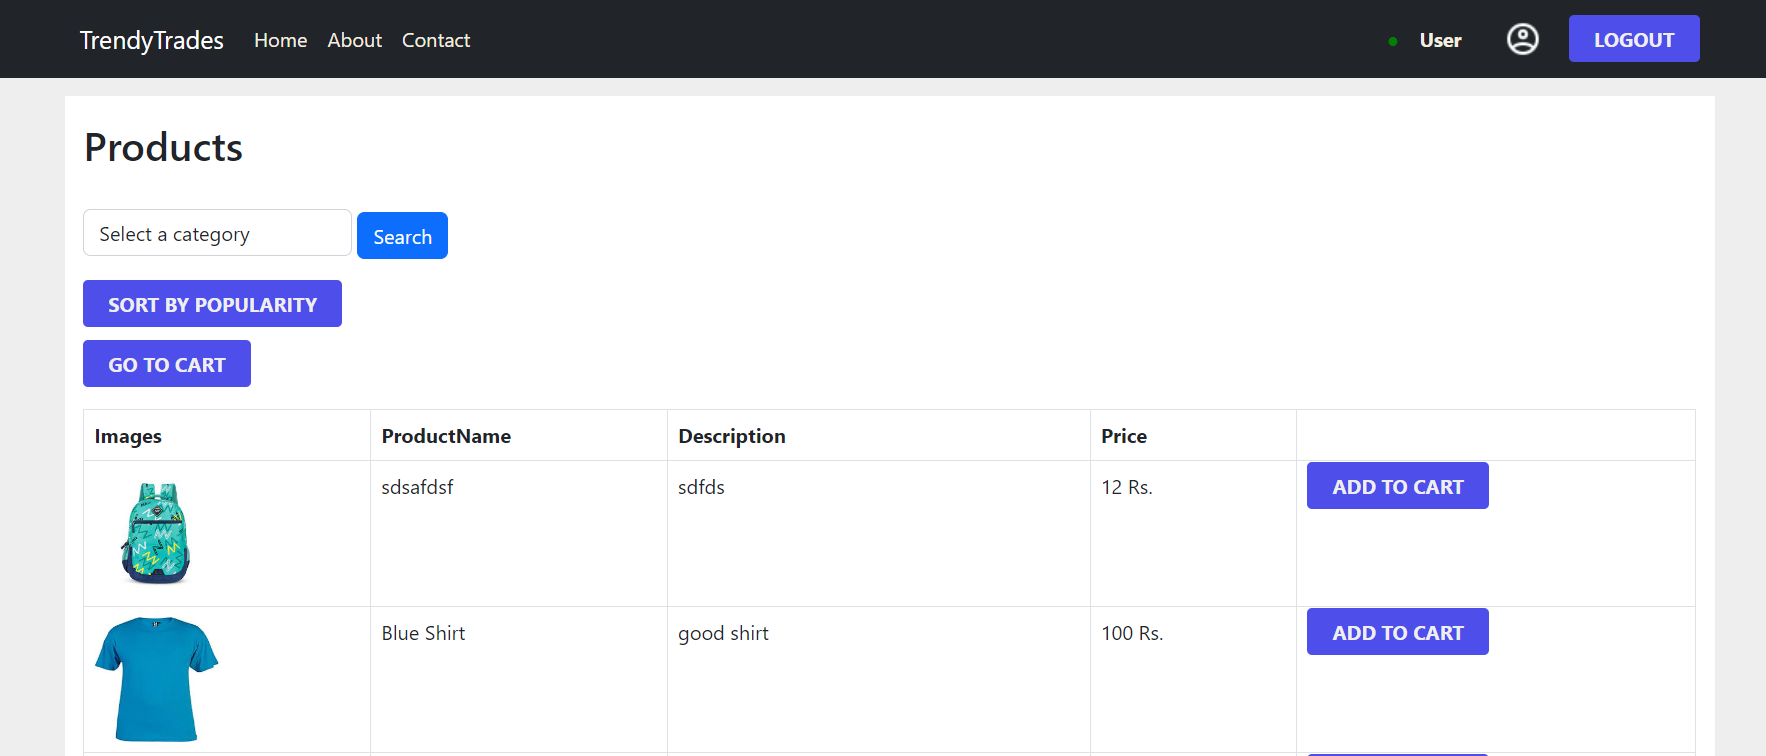 TrendyTrades Home About Contact User LOGOUT
Products
Select a category Search
SORT BY POPULARITY
GO TO CART
Images ProductName Description Price
sdsafdsf sdfds 12 Rs. ADD TO CART
Blue Shirt good shirt 100 Rs. ADD TO CART